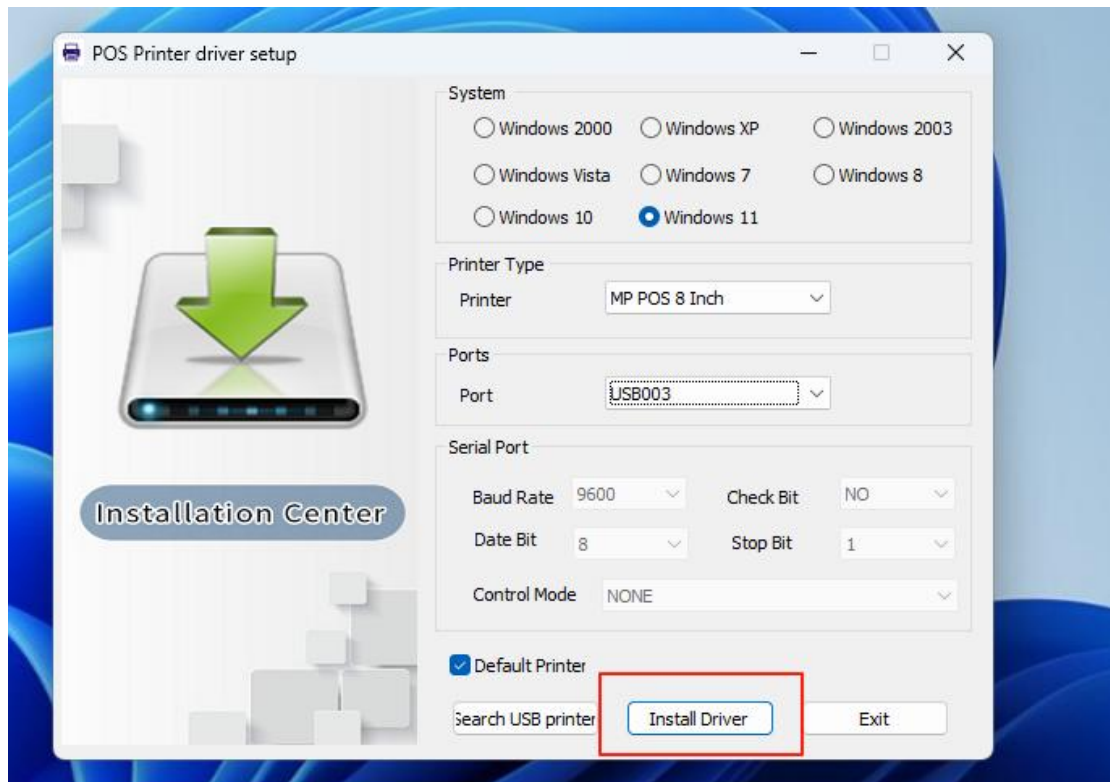 POS Printer driver setup
System
Windows 2000 Windows XP Windows 2003
Windows Vista Windows 7 Windows 8
Windows 10 Windows 11
Printer Type
Printer MP POS 8 Inch
Ports
Port USB003
Serial Port
Baud Rate 9600 Check Bit NO
Date Bit 8 Stop Bit 1
Control Mode NONE
Installation Center
Default Printer
Search USB printer Install Driver Exit